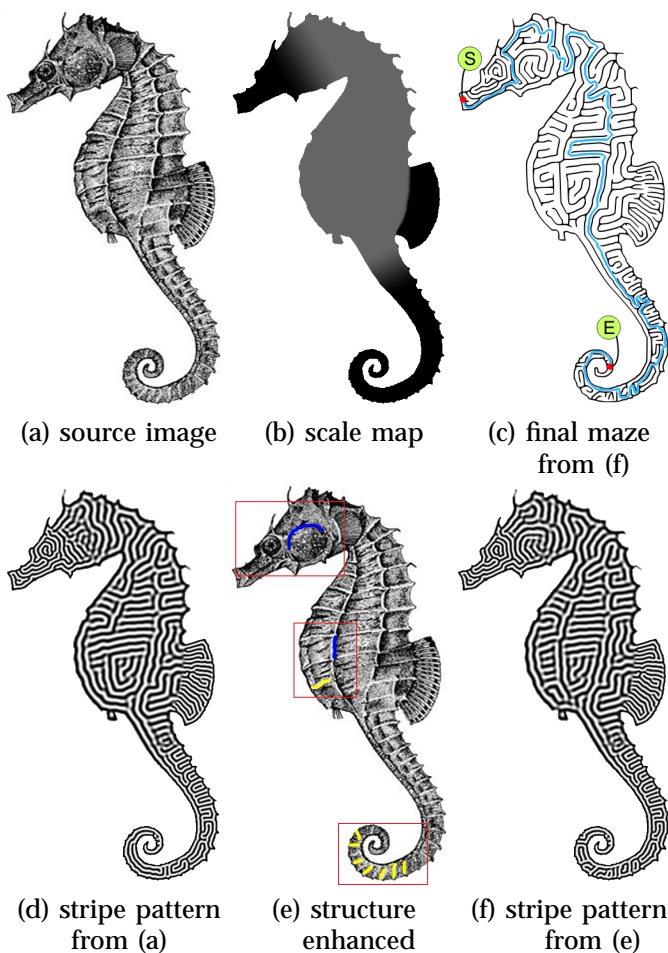 S
E
(a) source image
(b) scale map
(c) final maze
from (f)
(d) stripe pattern
from (a)
(e) structure
enhanced
(f) stripe pattern
from (e)